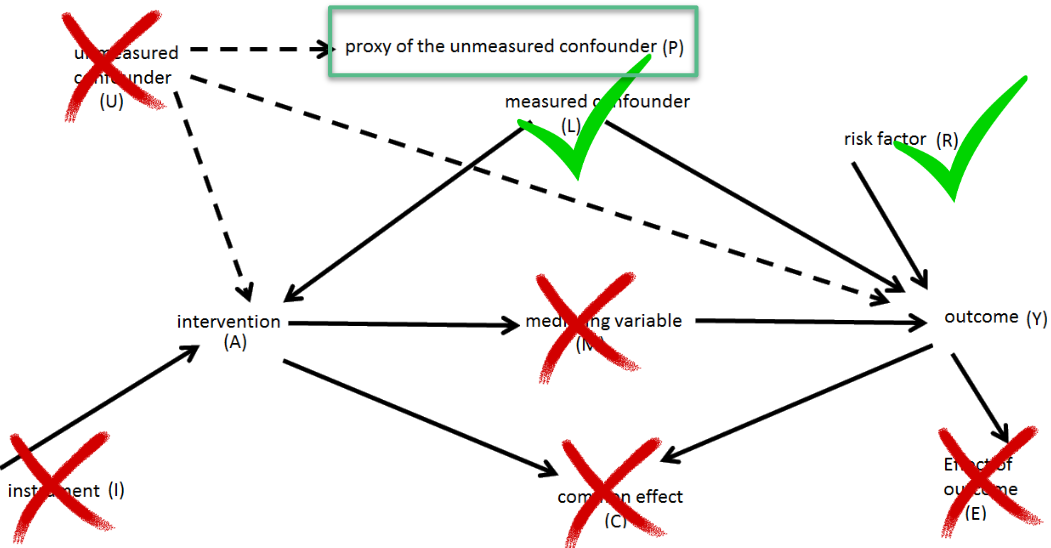 proxy of the unmeasured confounder (P)
unmeasured
confounder
(U)
measured confounder
(L)
risk factor (R)
intervention
(A)
mediating variable
(M)
outcome (Y)
instrument (I)
common effect
(C)
Effect of
outcome
(E)